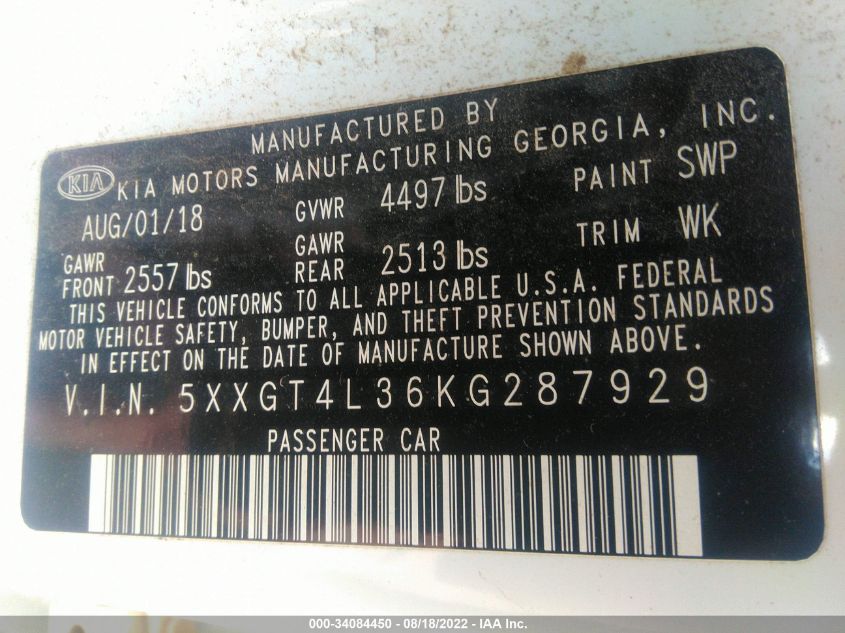 MANUFACTURED BY
KIA KIA MOTORS MANUFACTURING GEORGIA, INC.
AUG/01/18 GVWR 4497 lbs PAINT SWP
GAWR FRONT 2557 lbs GAWR REAR 2513 lbs TRIM WK
THIS VEHICLE CONFORMS TO ALL APPLICABLE U.S.A. FEDERAL
MOTOR VEHICLE SAFETY, BUMPER, AND THEFT PREVENTION STANDARDS
IN EFFECT ON THE DATE OF MANUFACTURE SHOWN ABOVE.
V.I.N. 5XXGT4L36KG287929
PASSENGER CAR
000-34084450 - 08/18/2022 - IAA Inc.